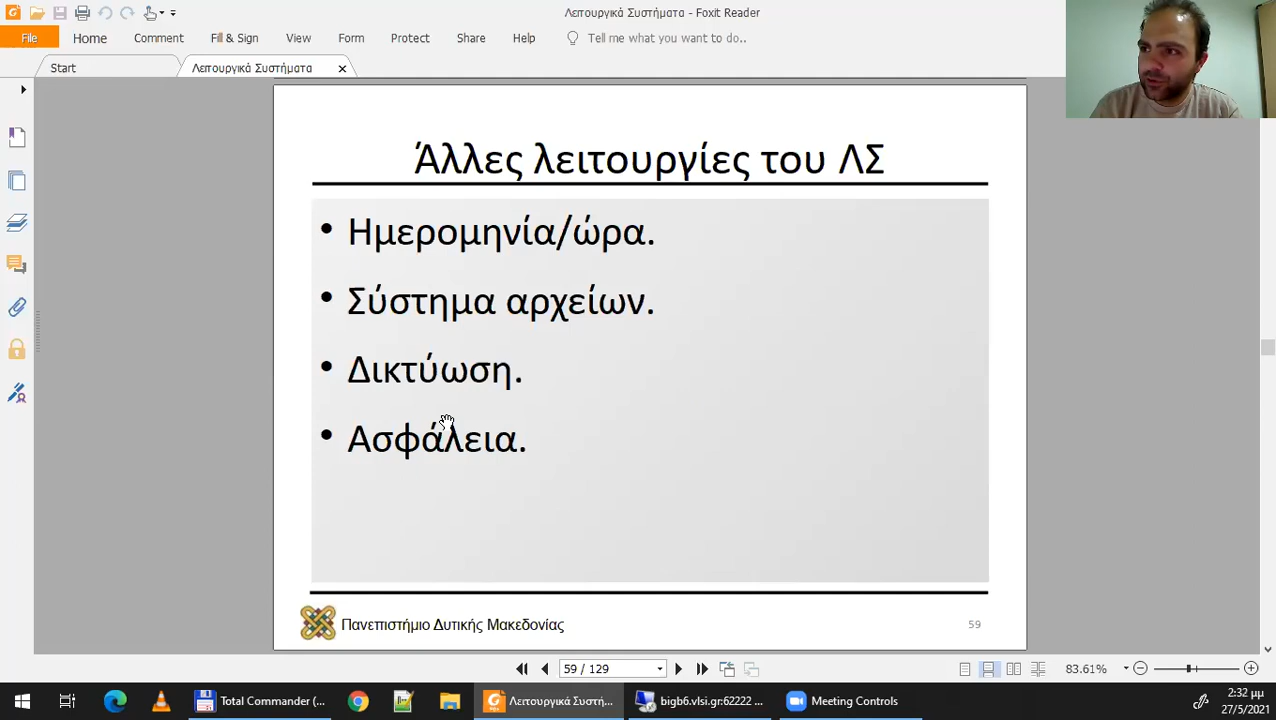 Λειτουργικά Συστήματα - Foxit Reader
File Home Comment Fill & Sign View Form Protect Share Help Tell me what you want to do..
Start Λειτουργικά Συστήματα
Άλλες λειτουργίες του ΛΣ
• Ημερομηνία/ώρα.
• Σύστημα αρχείων.
• Δικτύωση.
• Ασφάλεια.
Πανεπιστήμιο Δυτικής Μακεδονίας 59
59 / 129 83.61%
Total Commander (... Λειτουργικά Συστή... bigb6.vlsi.gr:62222 ... Meeting Controls 2:32 μμ
27/5/2021